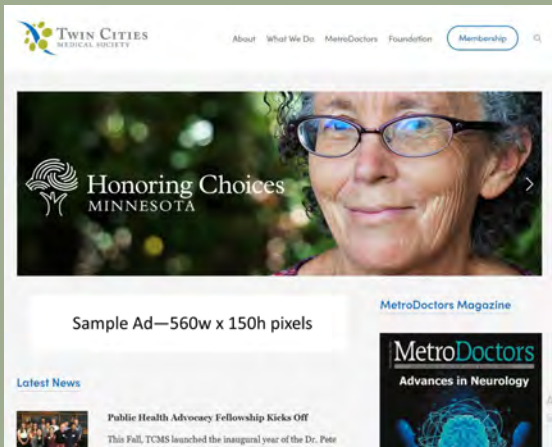 TWIN CITIES
MEDICAL SOCIETY
About What We Do MetroDoctors Foundation Membership
Honoring Choices
MINNESOTA
Sample Ad—560w x 150h pixels
MetroDoctors Magazine
MetroDoctors
Advances in Neurology
Latest News
Public Health Advocacy Fellowship Kicks Off
This Fall, TCMS launched the inaugural year of the Dr. Pete